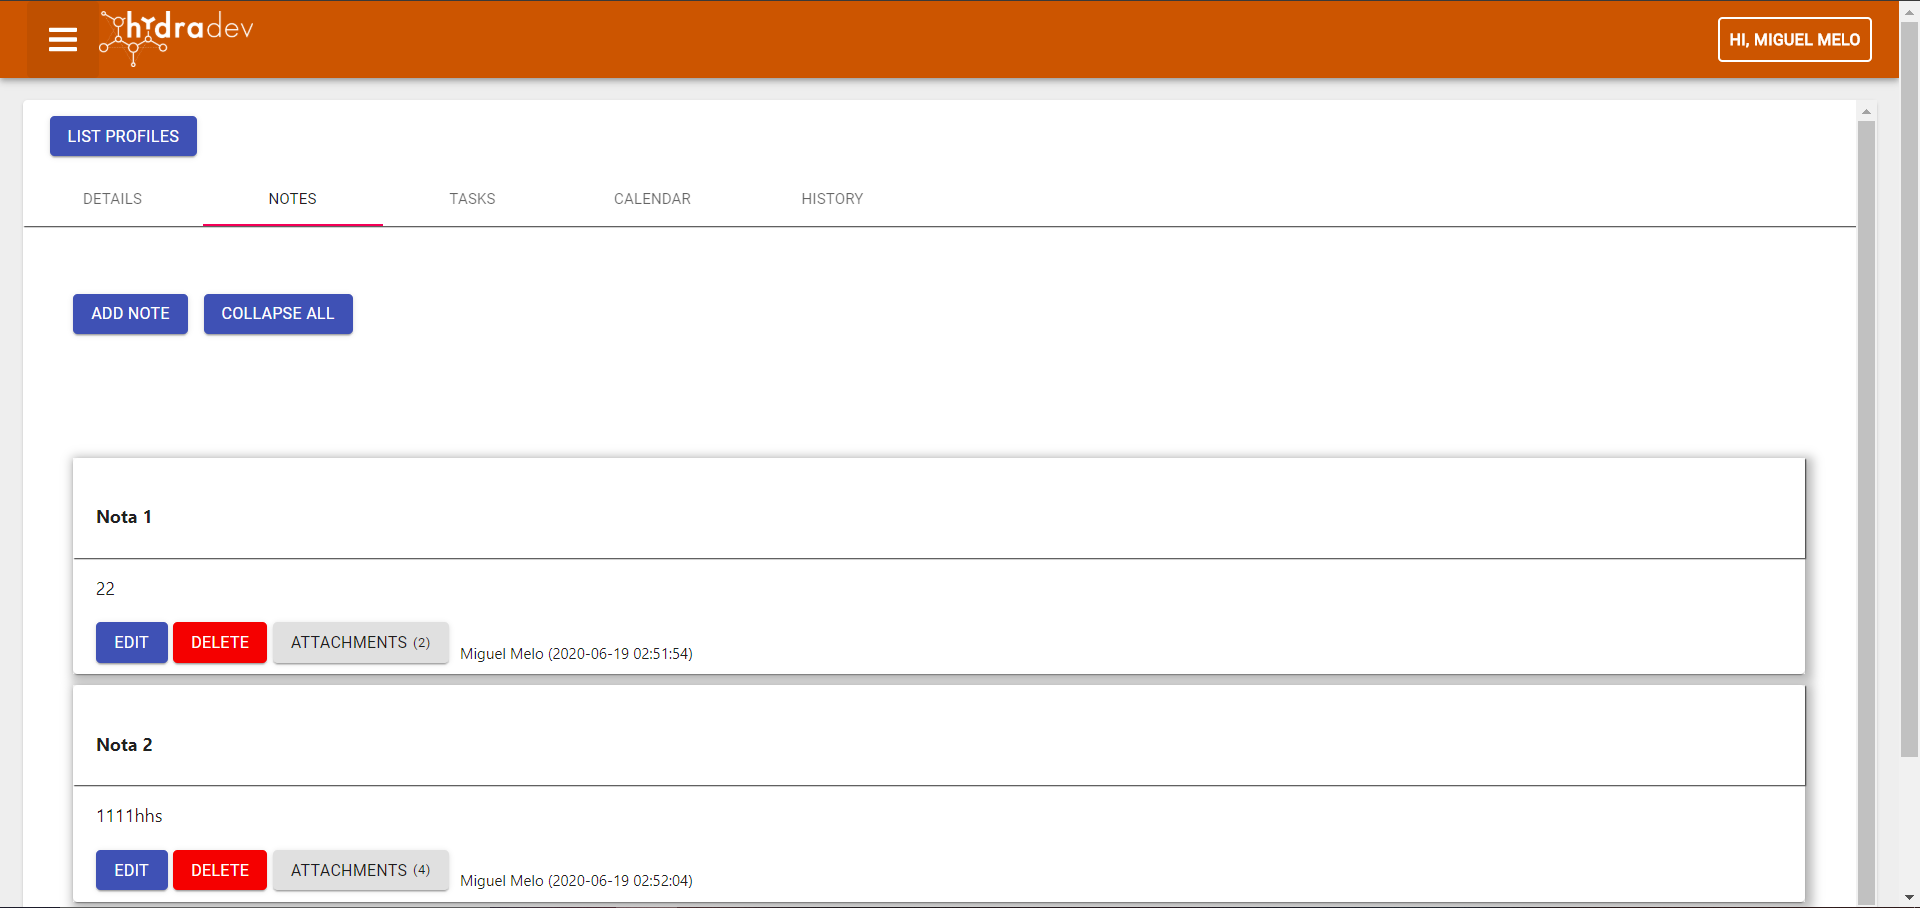 hydradev
HI, MIGUEL MELO
LIST PROFILES
DETAILS NOTES TASKS CALENDAR HISTORY
ADD NOTE COLLAPSE ALL
Nota 1
22
EDIT DELETE ATTACHMENTS (2) Miguel Melo (2020-06-19 02:51:54)
Nota 2
1111hhs
EDIT DELETE ATTACHMENTS (4) Miguel Melo (2020-06-19 02:52:04)